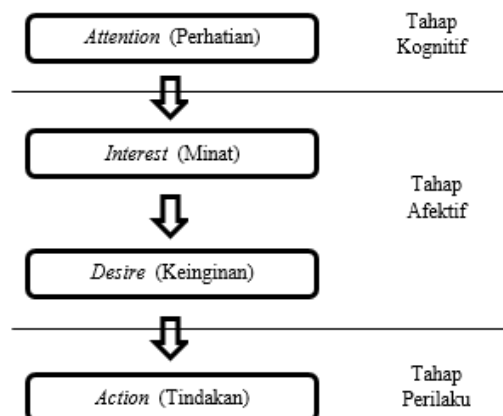 Attention (Perhatian)
Tahap
Kognitif
Interest (Minat)
Tahap
Afektif
Desire (Keinginan)
Action (Tindakan)
Tahap
Perilaku